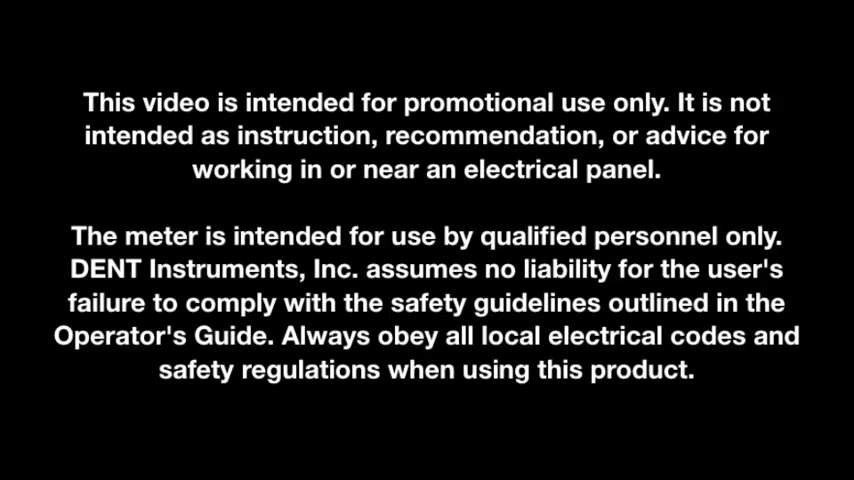 This video is intended for promotional use only. It is not
intended as instruction, recommendation, or advice for
working in or near an electrical panel.
The meter is intended for use by qualified personnel only.
DENT Instruments, Inc. assumes no liability for the user's
failure to comply with the safety guidelines outlined in the
Operator's Guide. Always obey all local electrical codes and
safety regulations when using this product.